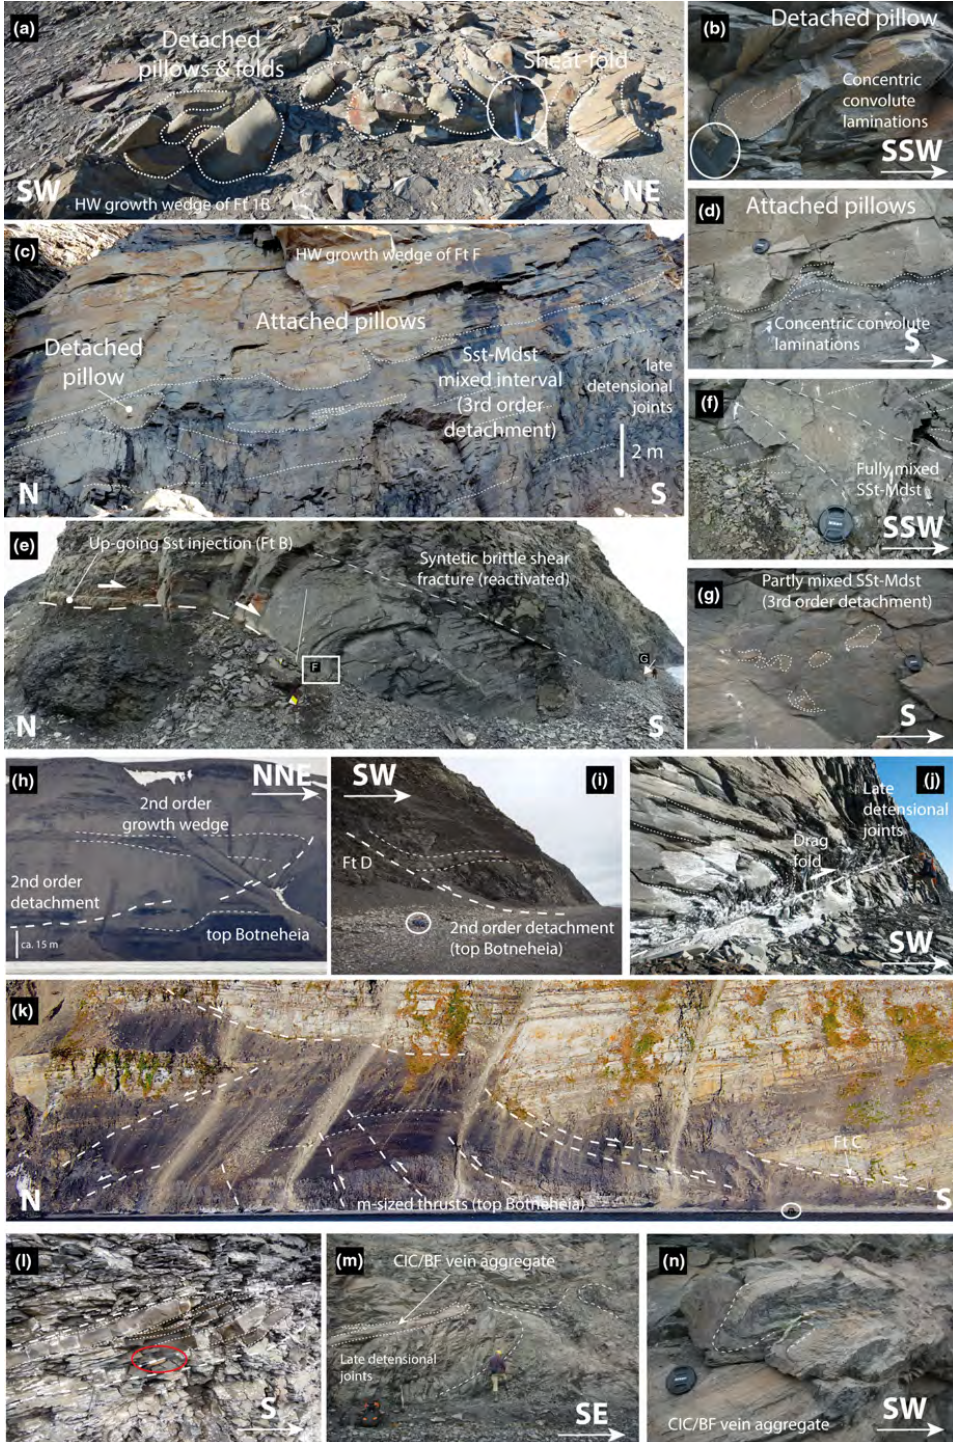 (a)
Detached
pillows & folds
Sheat-fold
SW
NE
HW growth wedge of Ft 1B
(b)
Detached pillow
Concentric
convolute
laminations
SSW
(c)
HW growth wedge of Ft F
Attached pillows
Detached
pillow
Sst-Mdst
mixed interval
(3rd order
detachment)
late
detensional
joints
2 m
N
S
(d)
Attached pillows
Concentric convolute
laminations
S
(e)
Up-going Sst injection (Ft B)
Syntetic brittle shear
fracture (reactivated)
F
G
N
S
(f)
Fully mixed
SSt-Mdst
SSW
(g)
Partly mixed SSt-Mdst
(3rd order detachment)
S
(h)
NNE
2nd order
growth wedge
2nd order
detachment
top Botneheia
ca. 15 m
(i)
SW
Ft D
2nd order detachment
(top Botneheia)
(j)
Late
detensional
joints
Drag
fold
SW
(k)
Ft C
N
S
m-sized thrusts (top Botneheia)
(l)
S
(m)
CIC/BF vein aggregate
Late detensional
joints
SE
(n)
CIC/BF vein aggregate
SW